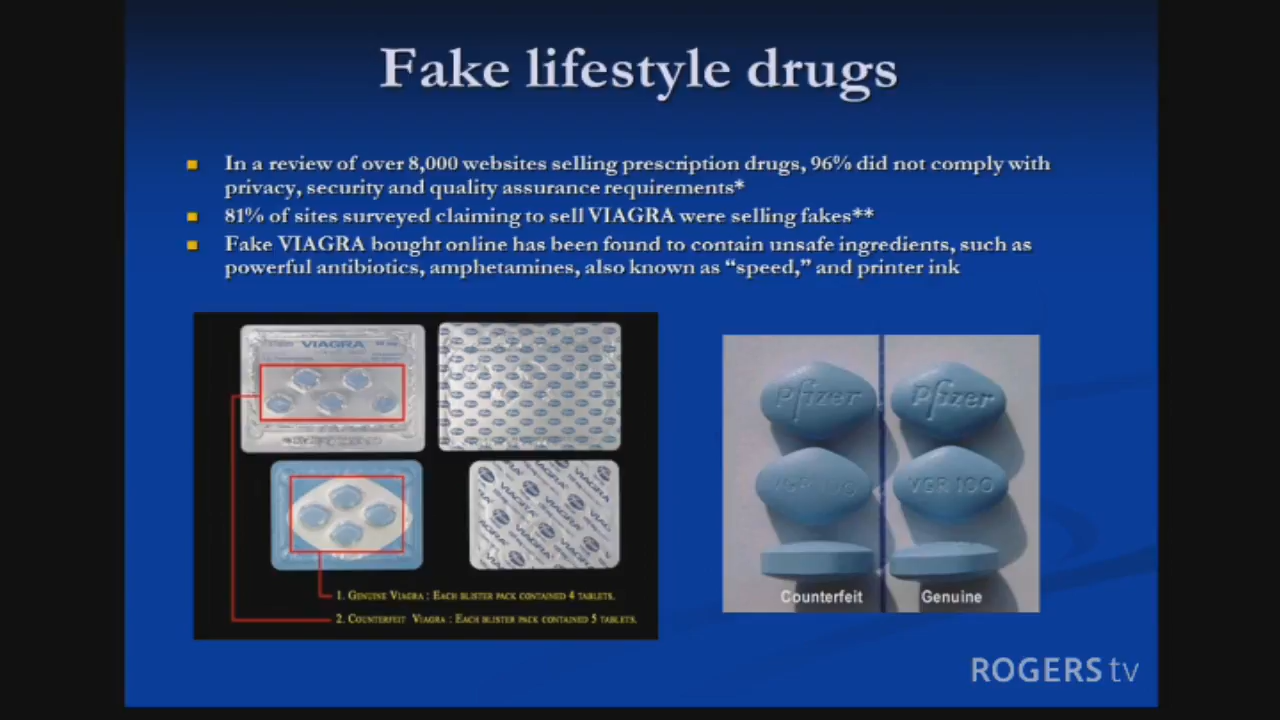 Fake lifestyle drugs
In a review of over 8,000 websites selling prescription drugs, 96% did not comply with
privacy, security and quality assurance requirements*
81% of sites surveyed claiming to sell VIAGRA were selling fakes**
Fake VIAGRA bought online has been found to contain unsafe ingredients, such as
powerful antibiotics, amphetamines, also known as “speed,” and printer ink
VIAGRA
VIAGRA
VIAGRA
VIAGRA
1. GENUINE VIAGRA : EACH BLISTER PACK CONTAINED 4 TABLETS.
2. COUNTERFEIT VIAGRA : EACH BLISTER PACK CONTAINED 5 TABLETS.
Pfizer Pfizer
VGR 100 VGR 100
Counterfeit Genuine
ROGERS tv